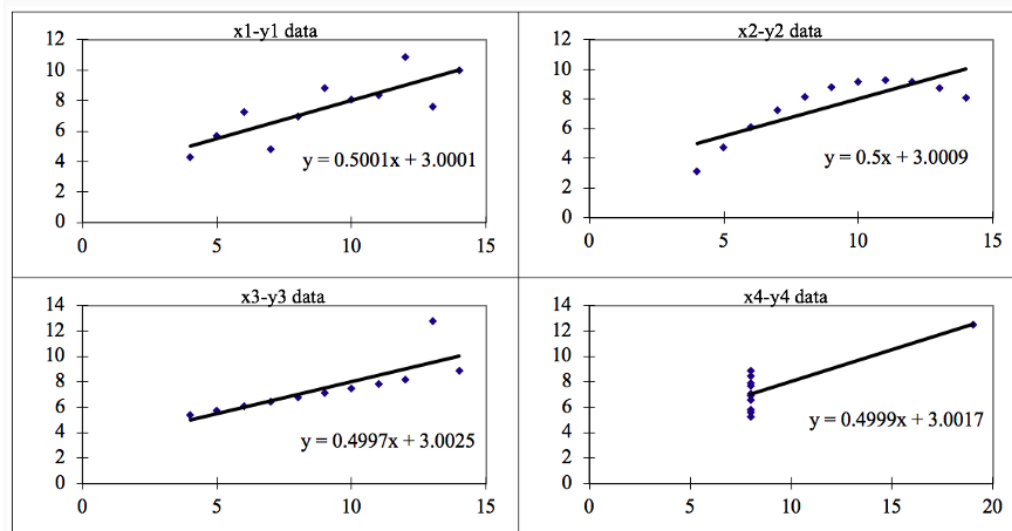 x1-y1 data
12
10
8
6
4
2
0
y = 0.5001x + 3.0001
0 5 10 15
x2-y2 data
12
10
8
6
4
2
0
y = 0.5x + 3.0009
0 5 10 15
x3-y3 data
14
12
10
8
6
4
2
0
y = 0.4997x + 3.0025
0 5 10 15
x4-y4 data
14
12
10
8
6
4
2
0
y = 0.4999x + 3.0017
0 5 10 15 20